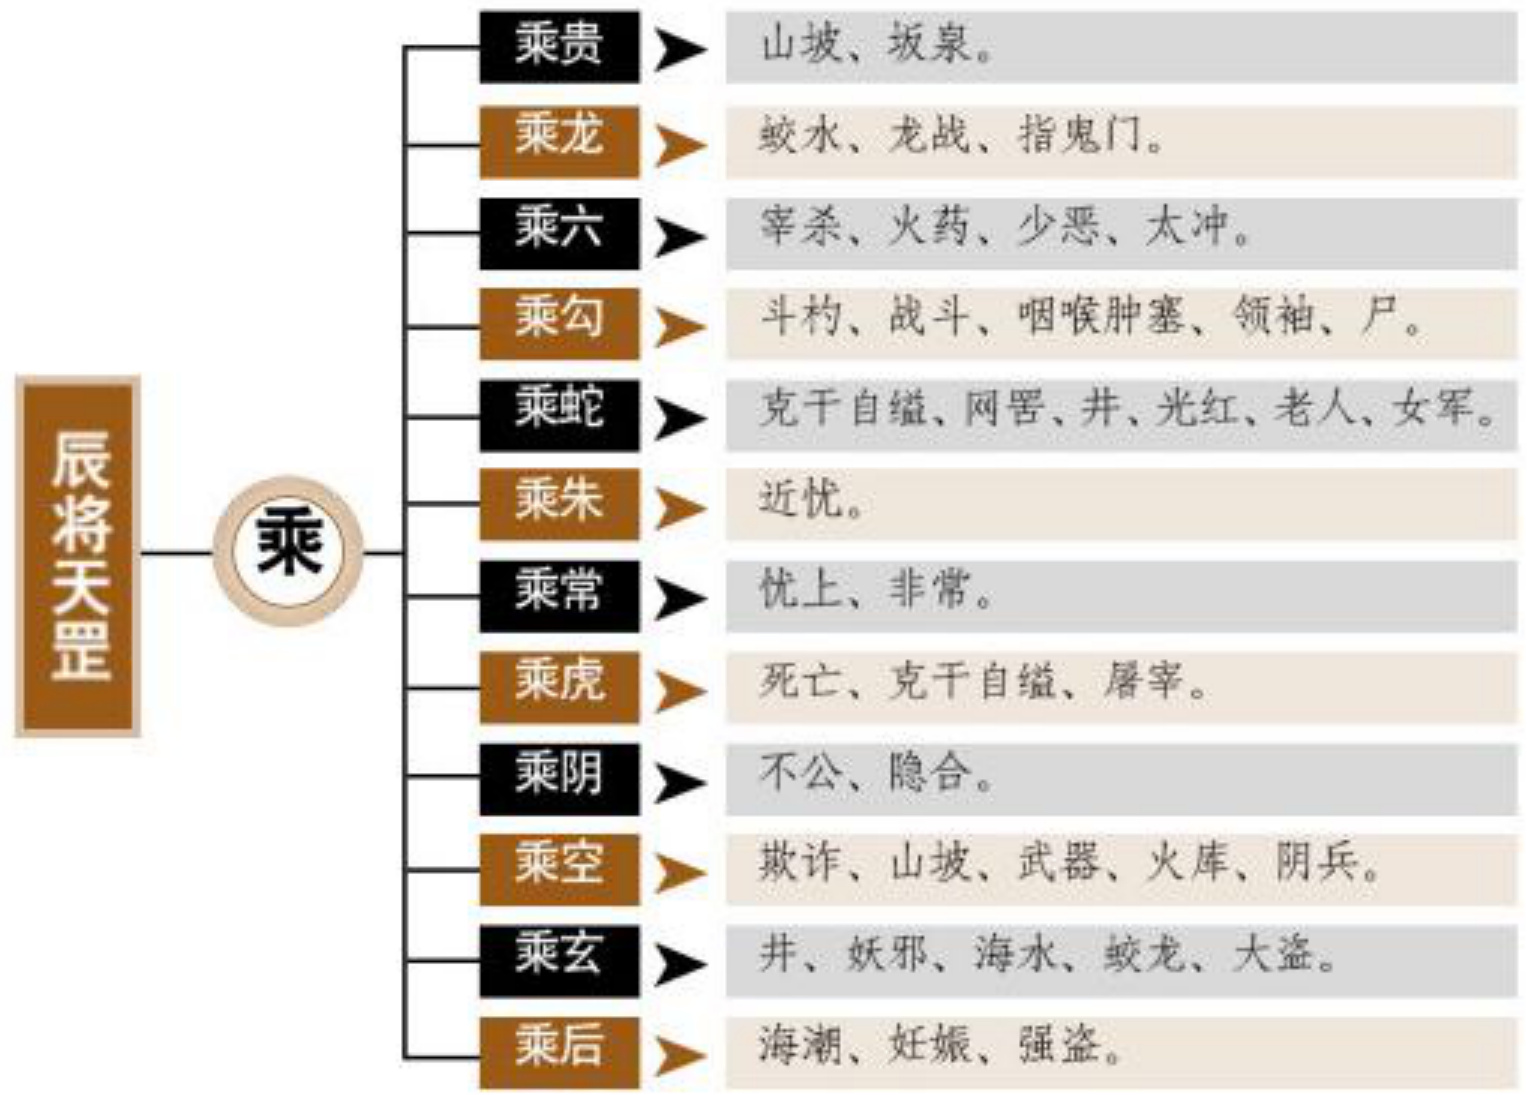 辰将天罡
乘
乘贵
山坡、坂泉。
乘龙
蛟水、龙战、指鬼门。
乘六
宰杀、火药、少恶、太冲。
乘勾
斗杓、战斗、咽喉肿塞、领袖、尸。
乘蛇
克干自缢、网罟、井、光红、老人、女军。
乘朱
近忧。
乘常
忧上、非常。
乘虎
死亡、克干自缢、屠宰。
乘阴
不公、隐合。
乘空
欺诈、山坡、武器、火库、阴兵。
乘玄
井、妖邪、海水、蛟龙、大盗。
乘后
海潮、妊娠、强盗。